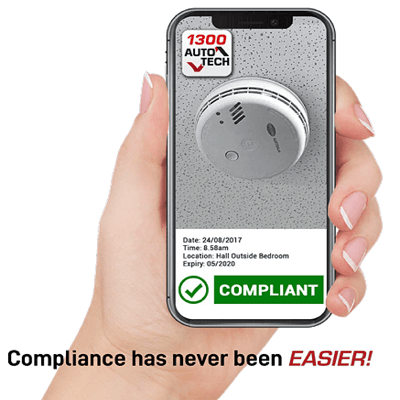 1300
AUTO
TECH
Date: 24/08/2017
Time: 8.58am
Location: Hall Outside Bedroom
Expiry: 05/2020
COMPLIANT
Compliance has never been EASIER!